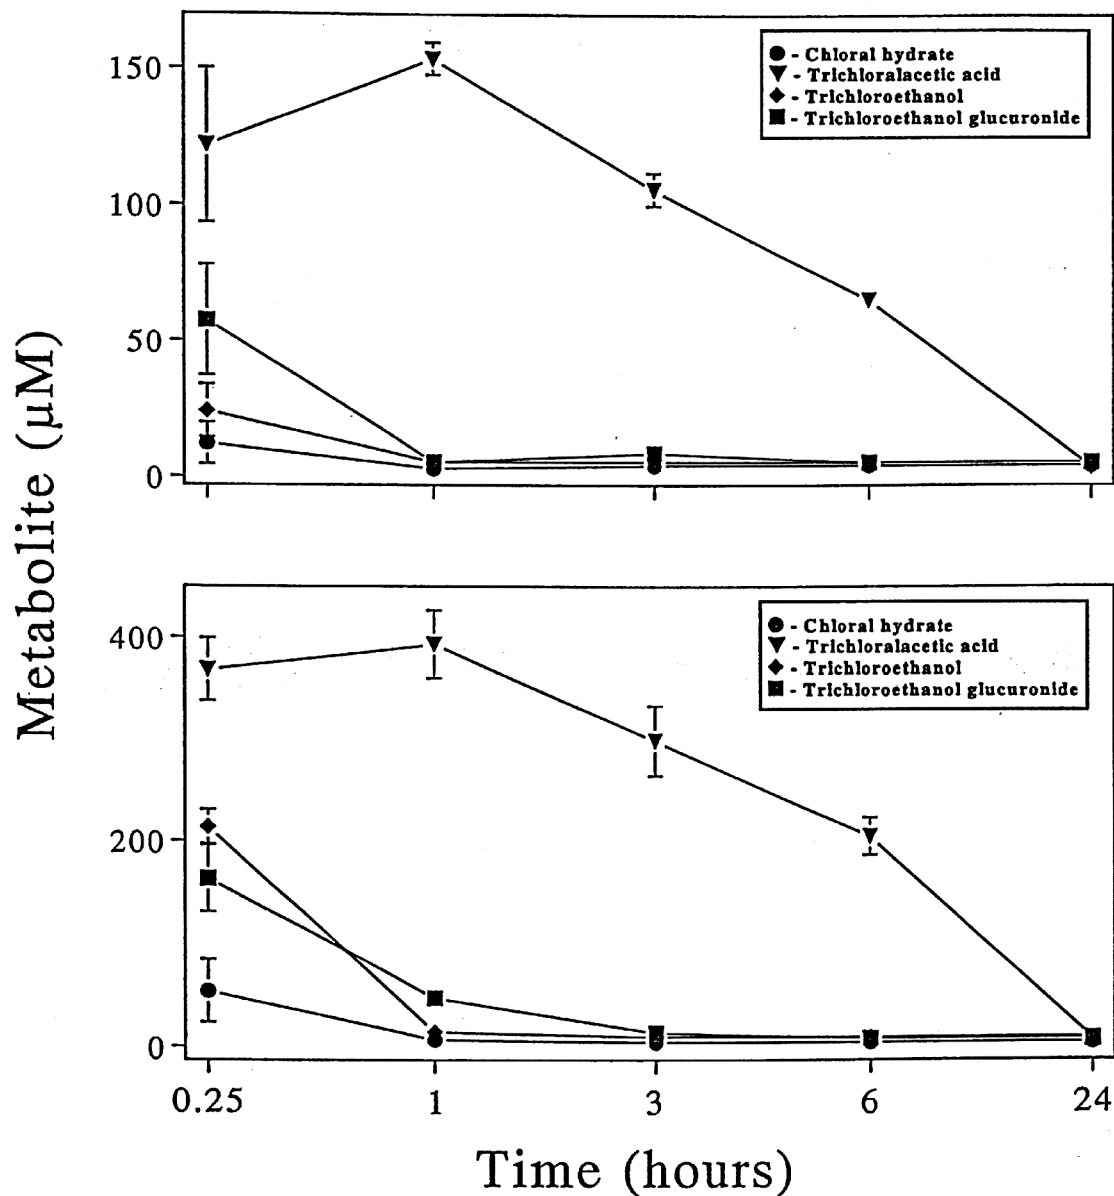 150
100
50
0
- Chloral hydrate
- Trichloralacetic acid
- Trichloroethanol
- Trichloroethanol glucuronide
Metabolite (µM)
400
200
0
- Chloral hydrate
- Trichloralacetic acid
- Trichloroethanol
- Trichloroethanol glucuronide
0.25 1 3 6 24
Time (hours)